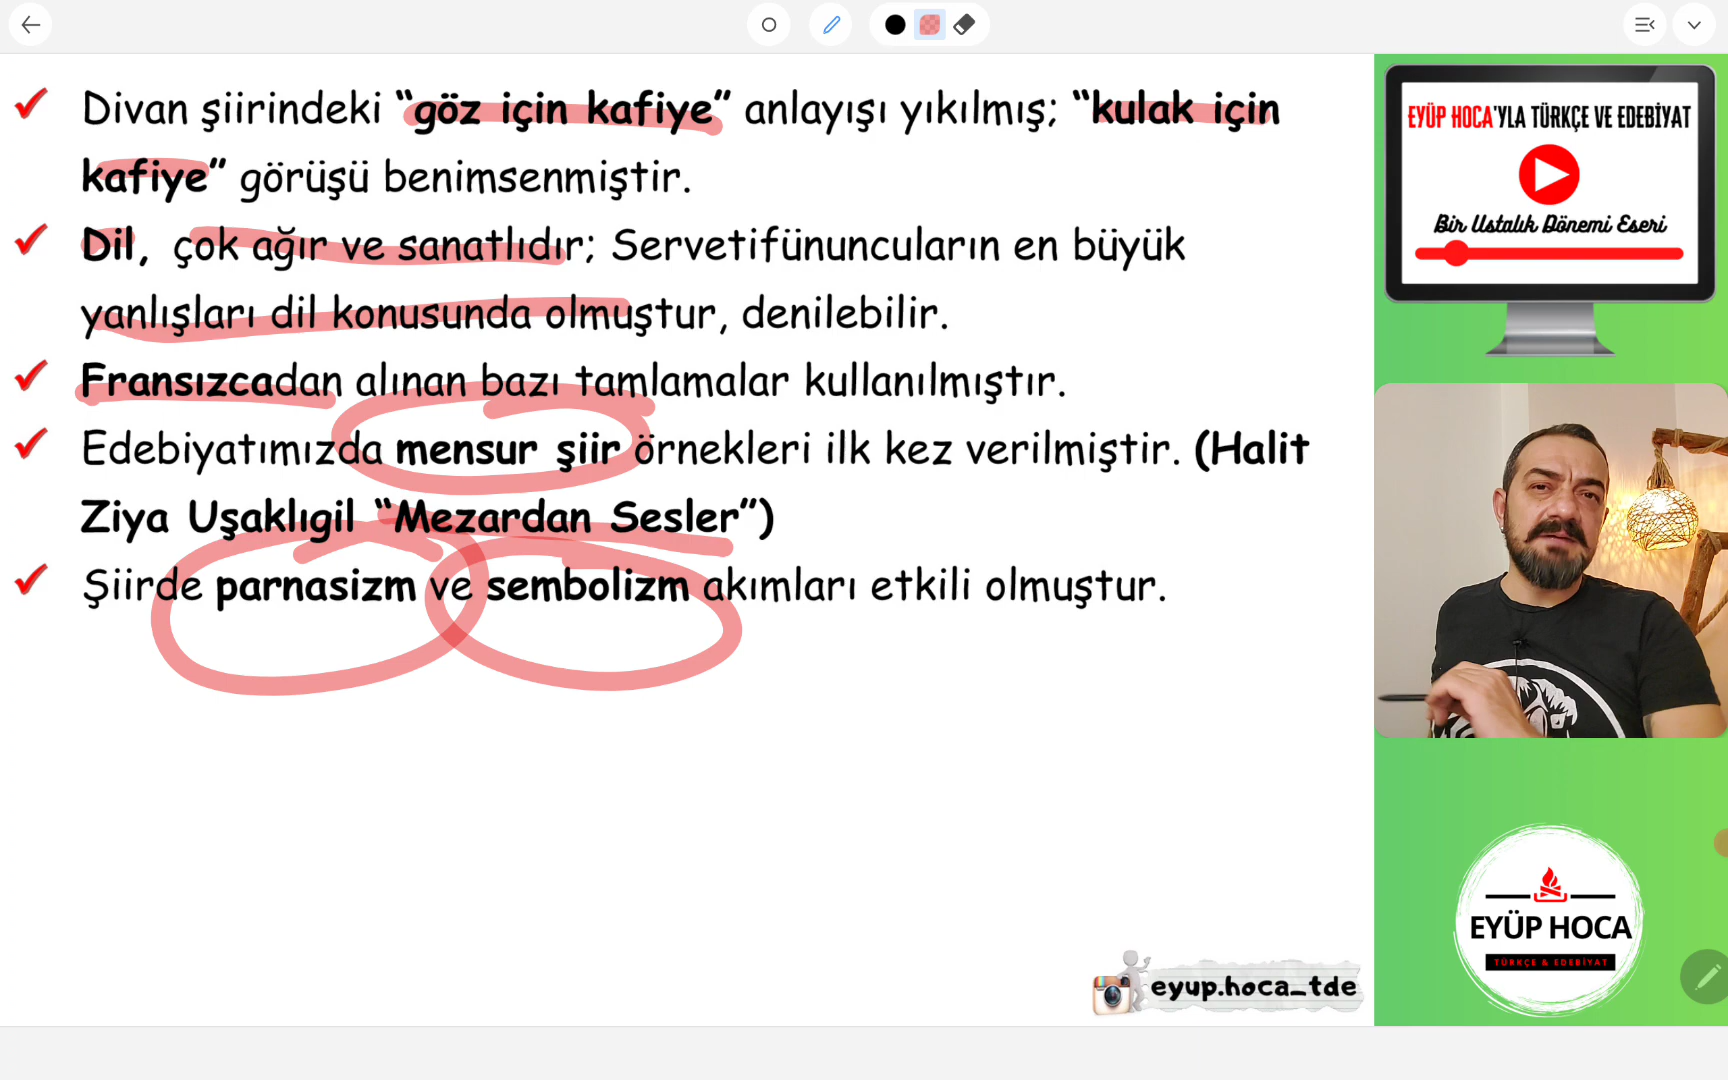 Divan şiirindeki “göz için kafiye” anlayışı yıkılmış; “kulak için
kafiye” görüşü benimsenmiştir.
Dil, çok ağır ve sanatlıdır; Servetifünuncuların en büyük
yanlışları dil konusunda olmuştur, denilebilir.
Fransızcadan alınan bazı tamlamalar kullanılmıştır.
Edebiyatımızda mensur şiir örnekleri ilk kez verilmiştir. (Halit
Ziya Uşaklıgil “Mezardan Sesler”)
Şiirde parnasizm ve sembolizm akımları etkili olmuştur.
EYÜP HOCA'YLA TÜRKÇE VE EDEBİYAT
Bir Ustalık Dönemi Eseri
EYÜP HOCA
TÜRKÇE & EDEBİYAT
eyup.hoca_tde